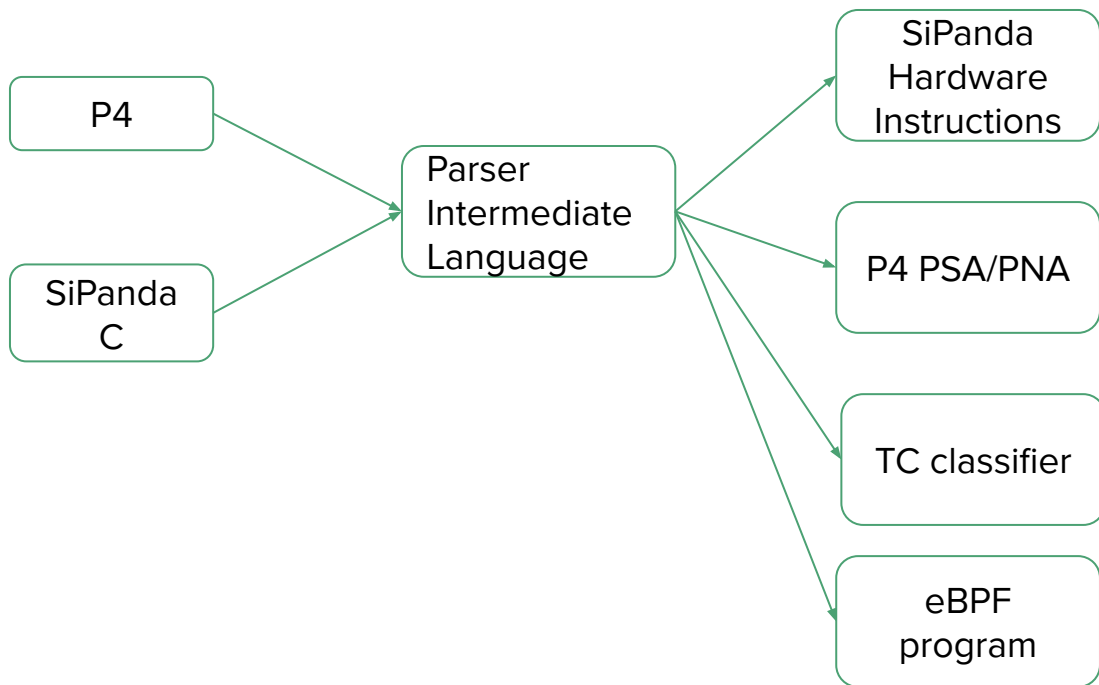 P4
SiPanda
C
Parser
Intermediate
Language
SiPanda
Hardware
Instructions
P4 PSA/PNA
TC classifier
eBPF
program